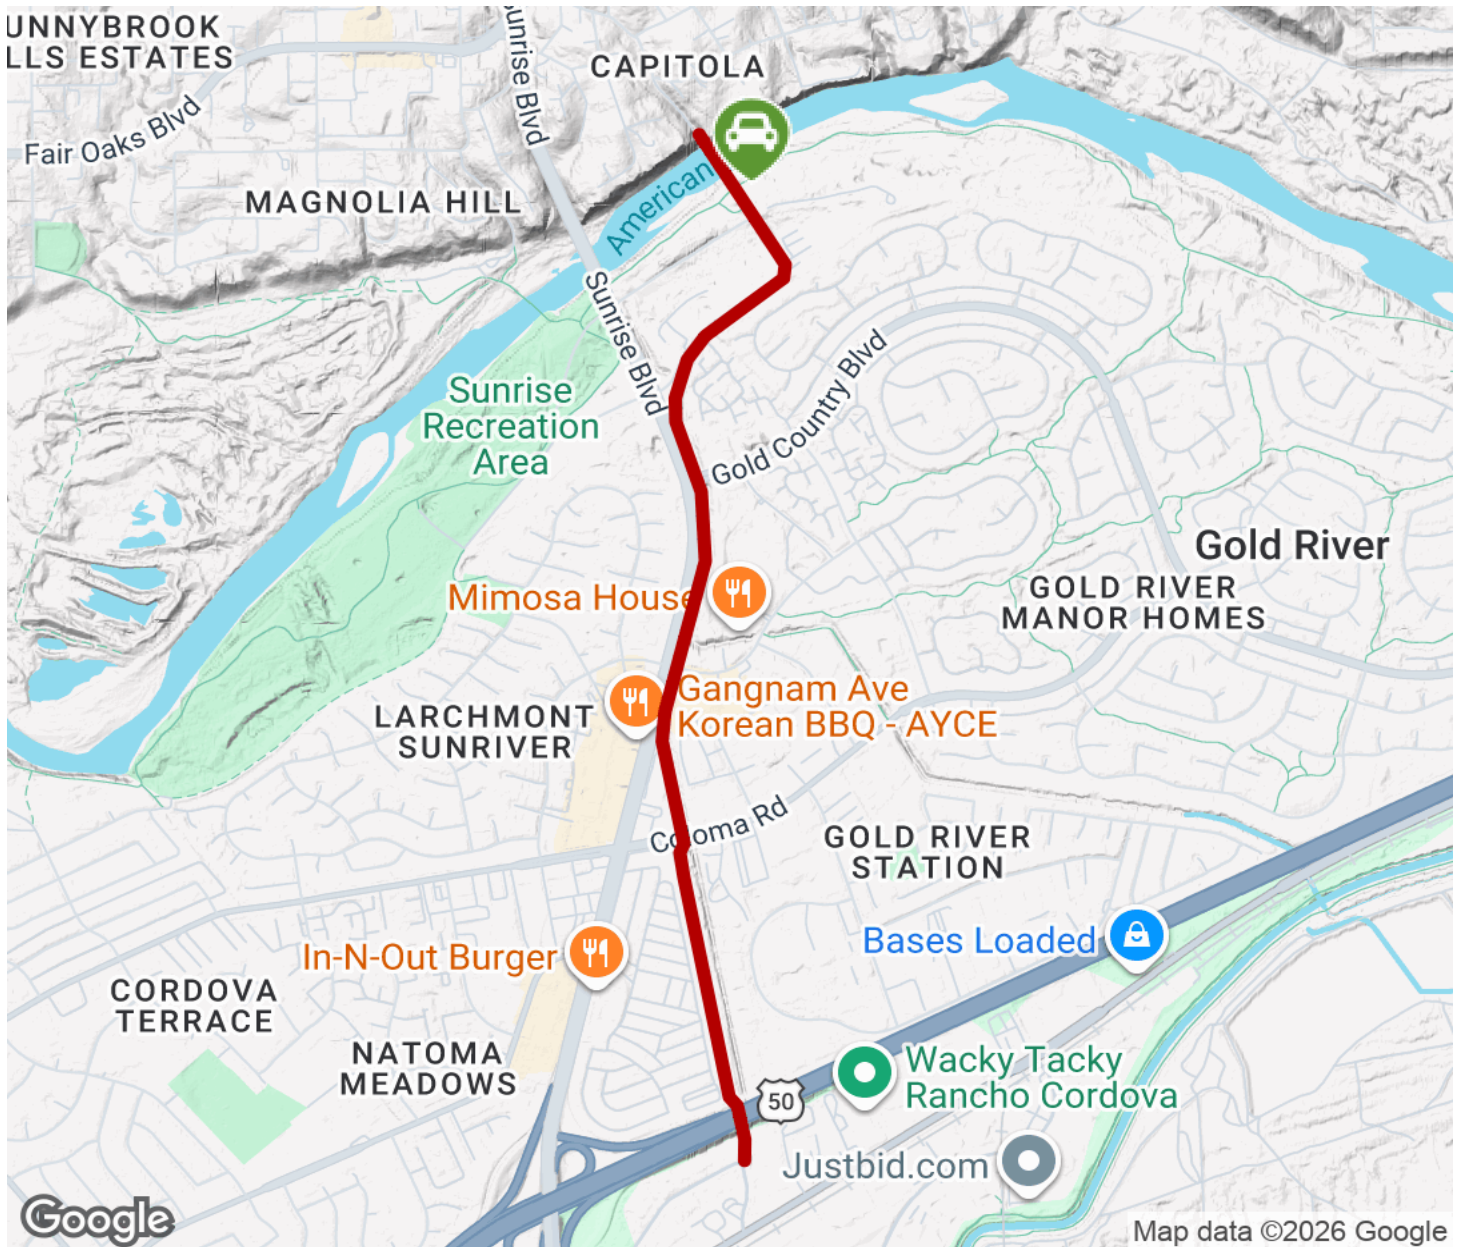 UNNYBROOK
LLS ESTATES
Sunrise Blvd
CAPITOLA
Fair Oaks Blvd
MAGNOLIA HILL
American
Sunrise Blvd
Sunrise
Recreation
Area
Gold Country Blvd
Gold River
GOLD RIVER
MANOR HOMES
Mimosa House
Gangnam Ave
Korean BBQ - AYCE
LARCHMONT
SUNRIVER
Coloma Rd
GOLD RIVER
STATION
Bases Loaded
In-N-Out Burger
CORDOVA
TERRACE
NATOMA
MEADOWS
50
Wacky Tacky
Rancho Cordova
Justbid.com
Google
Map data ©2026 Google